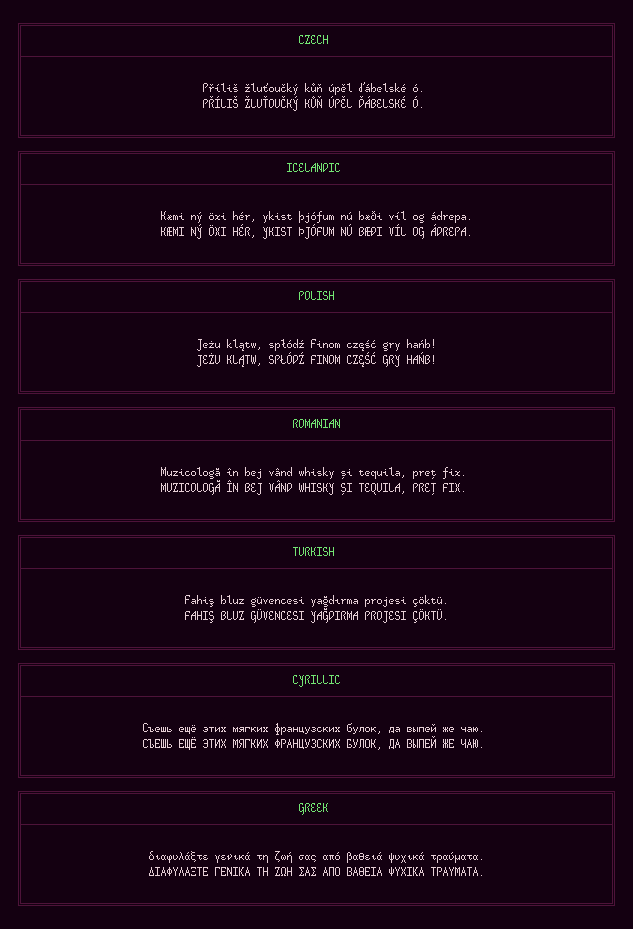 CZECH
Příliš žluťoučký kůň úpěl ďábelské ó.
PŘÍLIŠ ŽLUŤOUČKÝ KŮŇ ÚPĚL ĎÁBELSKÉ Ó.
ICELANDIC
Kæmi ný öxi hér, ykist þjófum nú bæði víl og ádrepa.
KÆMI NÝ ÖXI HÉR, YKIST ÞJÓFUM NÚ BÆÐI VÍL OG ÁDREPA.
POLISH
Jeżu klątw, spłódź Finom część gry hańb!
JEŻU KLĄTW, SPŁÓDŹ FINOM CZĘŚĆ GRY HAŃB!
ROMANIAN
Muzicologă în bej vând whisky și tequila, preț fix.
MUZICOLOGĂ ÎN BEJ VÂND WHISKY ȘI TEQUILA, PREȚ FIX.
TURKISH
Fahiş bluz güvencesi yağdırma projesi çöktü.
FAHIŞ BLUZ GÜVENCESI YAĞDIRMA PROJESI ÇÖKTÜ.
CYRILLIC
Съешь ещё этих мягких французских булок, да выпей же чаю.
СЪЕШЬ ЕЩЁ ЭТИХ МЯГКИХ ФРАНЦУЗСКИХ БУЛОК, ДА ВЫПЕЙ ЖЕ ЧАЮ.
GREEK
διαφυλάξτε γενικά τη ζωή σας από βαθειά ψυχικά τραύματα.
ΔΙΑΦΥΛΑΞΤΕ ΓΕΝΙΚΑ ΤΗ ΖΩΗ ΣΑΣ ΑΠΟ ΒΑΘΕΙΑ ΨΥΧΙΚΑ ΤΡΑΥΜΑΤΑ.